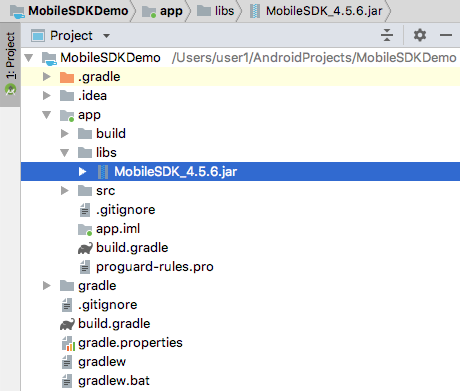 MobileSDKDemo app libs MobileSDK_4.5.6.jar
1: Project
Project
MobileSDKDemo /Users/user1/AndroidProjects/MobileSDKDemo
.gradle
.idea
app
build
libs
MobileSDK_4.5.6.jar
src
.gitignore
app.iml
build.gradle
proguard-rules.pro
gradle
.gitignore
build.gradle
gradle.properties
gradlew
gradlew.bat